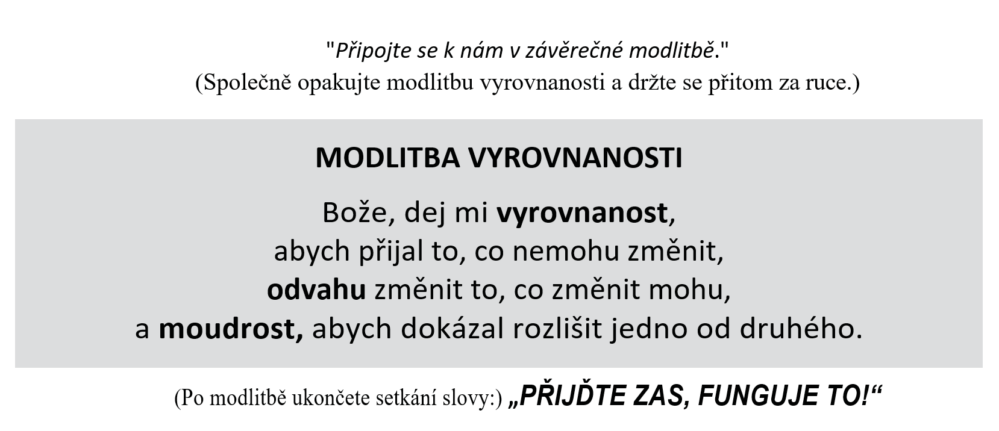 "Připojte se k nám v závěrečné modlitbě."
(Společně opakujte modlitbu vyrovnanosti a držte se přitom za ruce.)
MODLITBA VYROVNANOSTI
Bože, dej mi vyrovnanost,
abych přijal to, co nemohu změnit,
odvahu změnit to, co změnit mohu,
a moudrost, abych dokázal rozlišit jedno od druhého.
(Po modlitbě ukončete setkání slovy:) „PŘIJĎTE ZAS, FUNGUJE TO!“